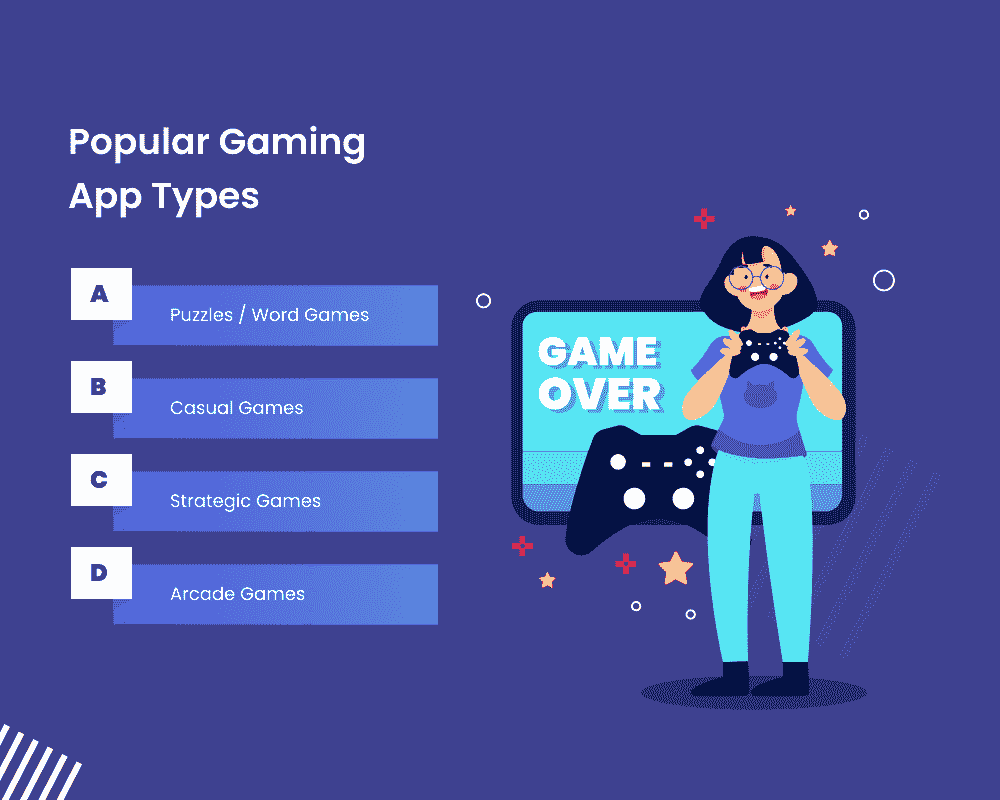 Popular Gaming
App Types
A
Puzzles / Word Games
B
Casual Games
C
Strategic Games
D
Arcade Games
GAME
OVER